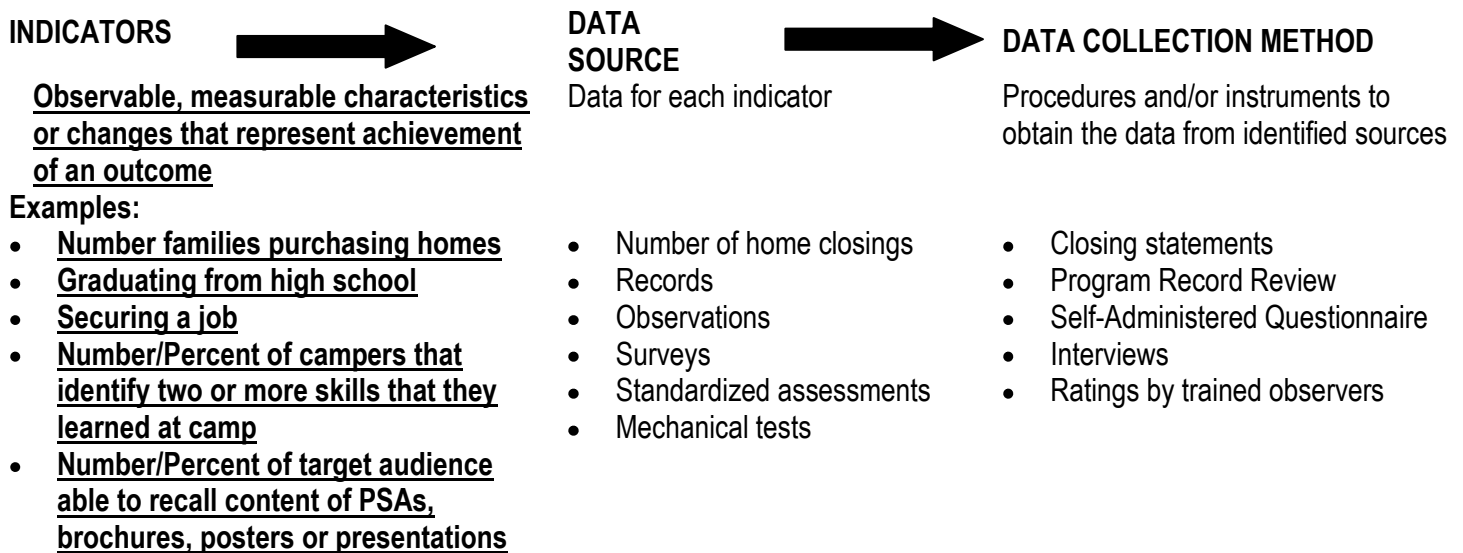 INDICATORS
Observable, measurable characteristics
or changes that represent achievement
of an outcome
Examples:
• Number families purchasing homes
• Graduating from high school
• Securing a job
• Number/Percent of campers that
identify two or more skills that they
learned at camp
• Number/Percent of target audience
able to recall content of PSAs,
brochures, posters or presentations
DATA
SOURCE
Data for each indicator
• Number of home closings
• Records
• Observations
• Surveys
• Standardized assessments
• Mechanical tests
DATA COLLECTION METHOD
Procedures and/or instruments to
obtain the data from identified sources
• Closing statements
• Program Record Review
• Self-Administered Questionnaire
• Interviews
• Ratings by trained observers